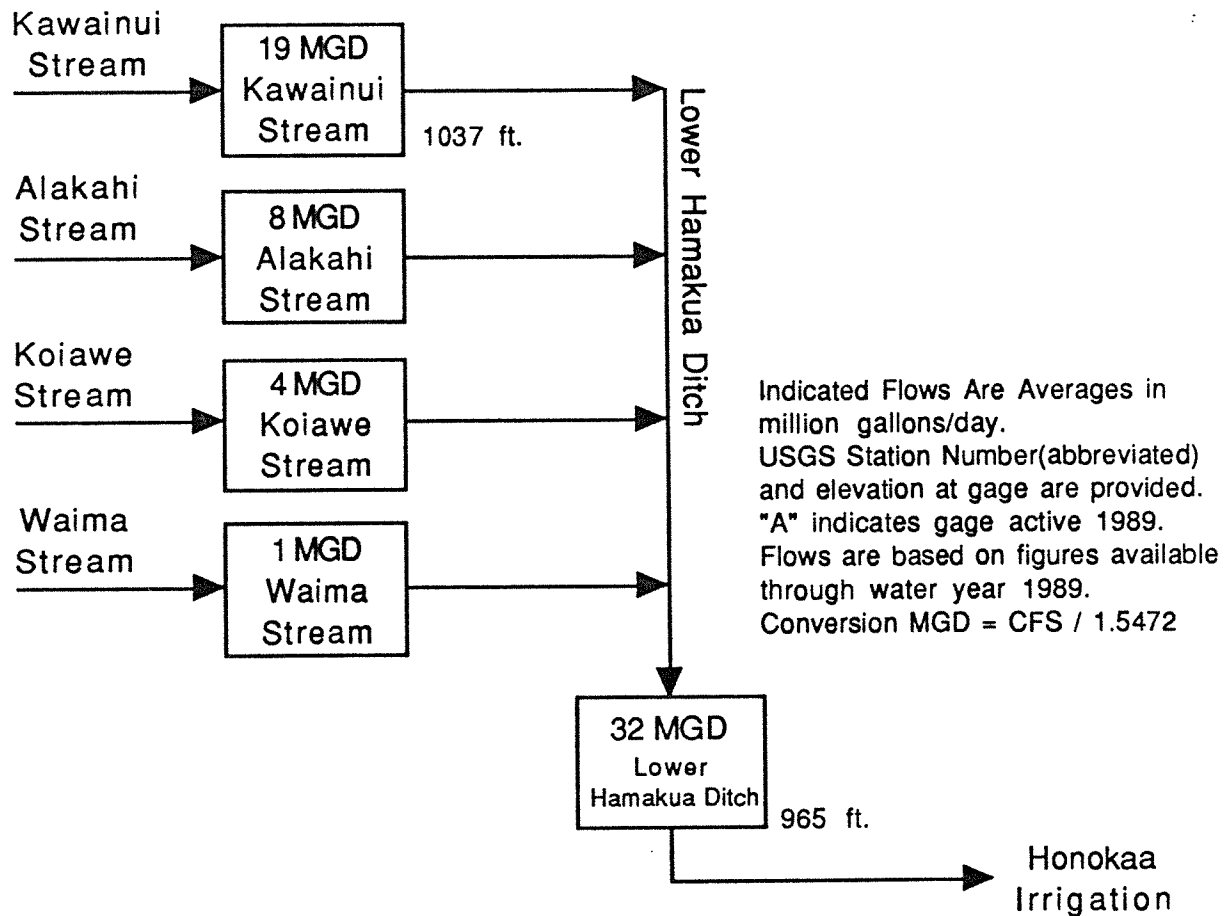 Kawainui
Stream
19 MGD
Kawainui
Stream
1037 ft.
Alakahi
Stream
8 MGD
Alakahi
Stream
Koiawe
Stream
4 MGD
Koiawe
Stream
Waima
Stream
1 MGD
Waima
Stream
Lower Hamakua Ditch
Indicated Flows Are Averages in
million gallons/day.
USGS Station Number(abbreviated)
and elevation at gage are provided.
"A" indicates gage active 1989.
Flows are based on figures available
through water year 1989.
Conversion MGD = CFS / 1.5472
32 MGD
Lower
Hamakua Ditch
965 ft.
Honokaa
Irrigation